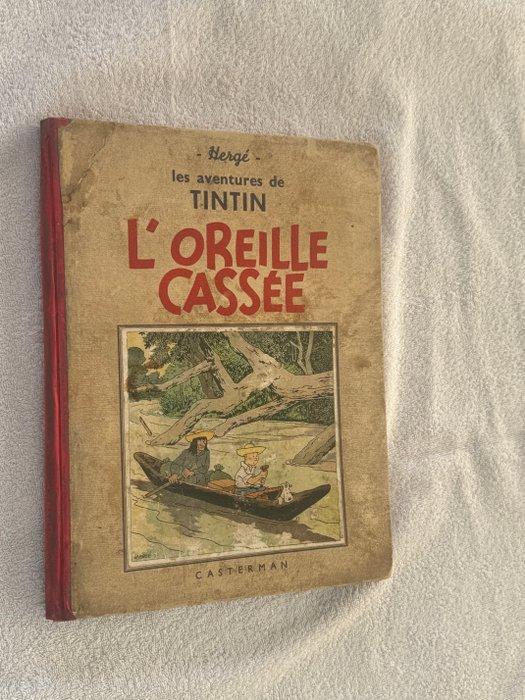 - Hergé -
les aventures de
TINTIN
L'OREILLE
CASSÉE
CASTERMAN